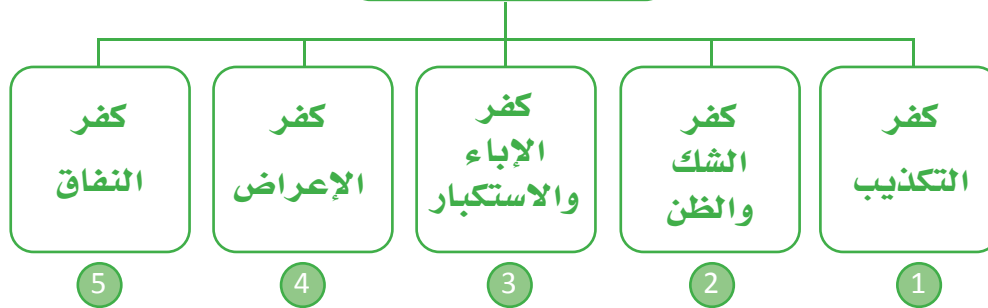 كفر
التكذيب
1
كفر
الشك
والظن
2
كفر
الإباء
والاستكبار
3
كفر
الإعراض
4
كفر
النفاق
5